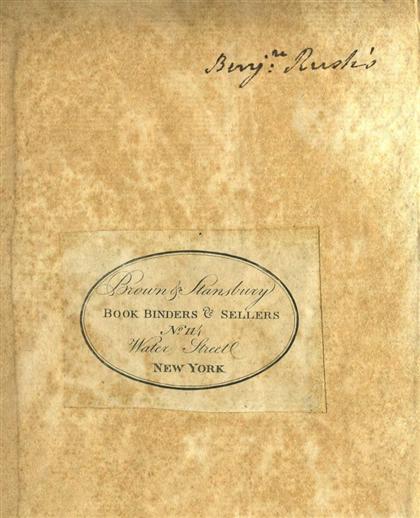 Benjn. Rush's
Brown & Stansbury
BOOK BINDERS & SELLERS
No. 114
Water Street
NEW YORK